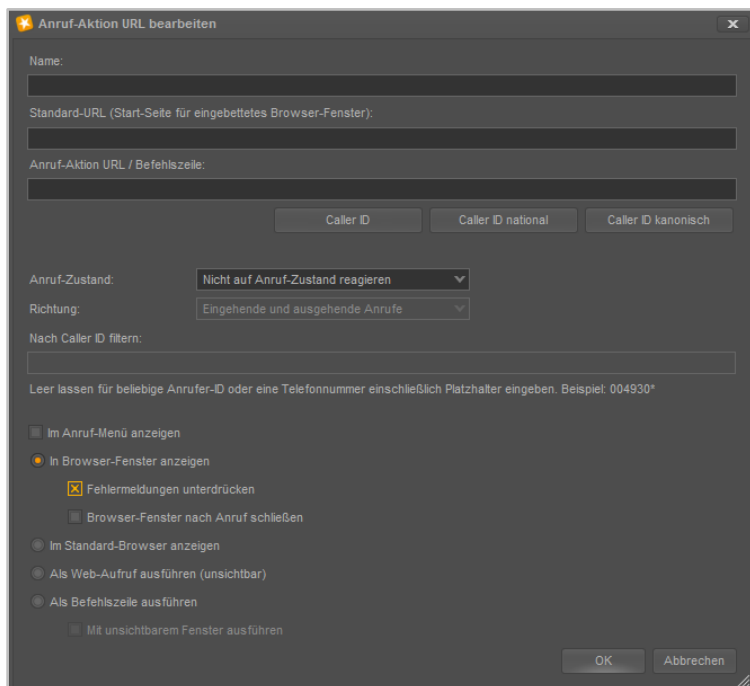 Anruf-Aktion URL bearbeiten
Name:
Standard-URL (Start-Seite für eingebettetes Browser-Fenster):
Anruf-Aktion URL / Befehlszeile:
Caller ID Caller ID national Caller ID kanonisch
Anruf-Zustand: Nicht auf Anruf-Zustand reagieren
Richtung: Eingehende und ausgehende Anrufe
Nach Caller ID filtern:
Leer lassen für beliebige Anrufer-ID oder eine Telefonnummer einschließlich Platzhalter eingeben. Beispiel: 004930*
Im Anruf-Menü anzeigen
In Browser-Fenster anzeigen
Fehlermeldungen unterdrücken
Browser-Fenster nach Anruf schließen
Im Standard-Browser anzeigen
Als Web-Aufruf ausführen (unsichtbar)
Als Befehlszeile ausführen
Mit unsichtbarem Fenster ausführen
OK Abbrechen